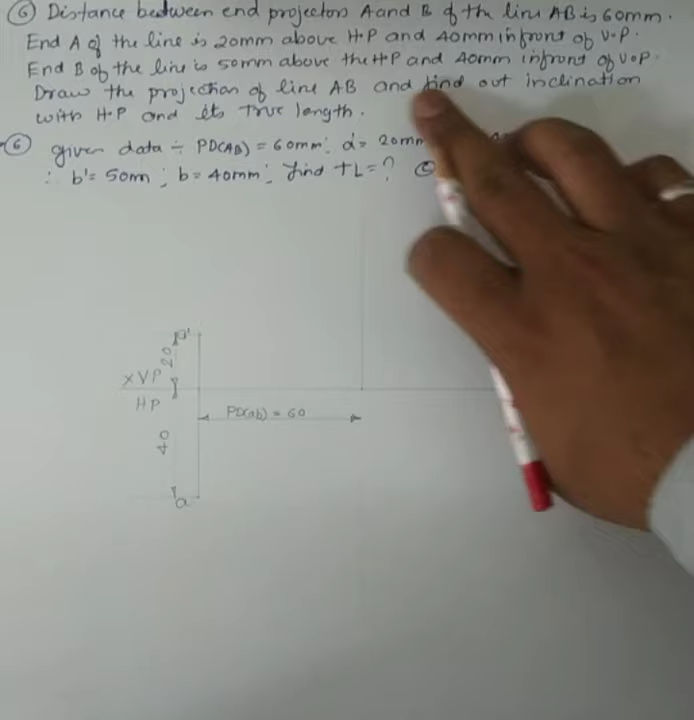 ⑥ Distance between end projectors A and B of the line AB is 60mm.
End A of the line is 20mm above H.P and 40mm infront of V.P.
End B of the line is 50mm above the H.P and 40mm infront of V.P.
Draw the projection of line AB and find out inclination
with H.P and its True length.
⑥ given data ÷ PD(AB) = 60mm; a' = 20mm
∴ b' = 50m ; b = 40mm; find TL = ?
a'
20
X VP
HP
PD(ab) = 60
40
a